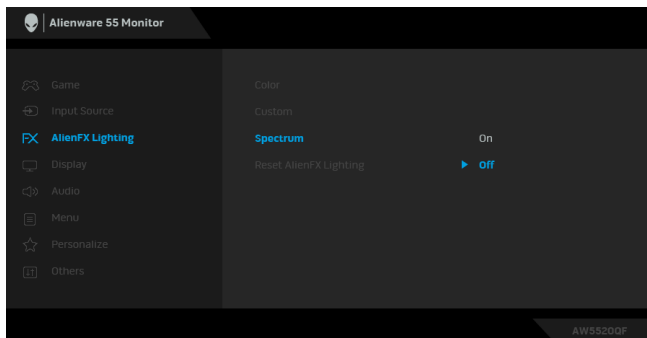 Alienware 55 Monitor
Game
Color
Input Source
Custom
FX AlienFX Lighting
Spectrum
On
Display
Reset AlienFX Lighting
Off
Audio
Menu
Personalize
Others
AW5520QF